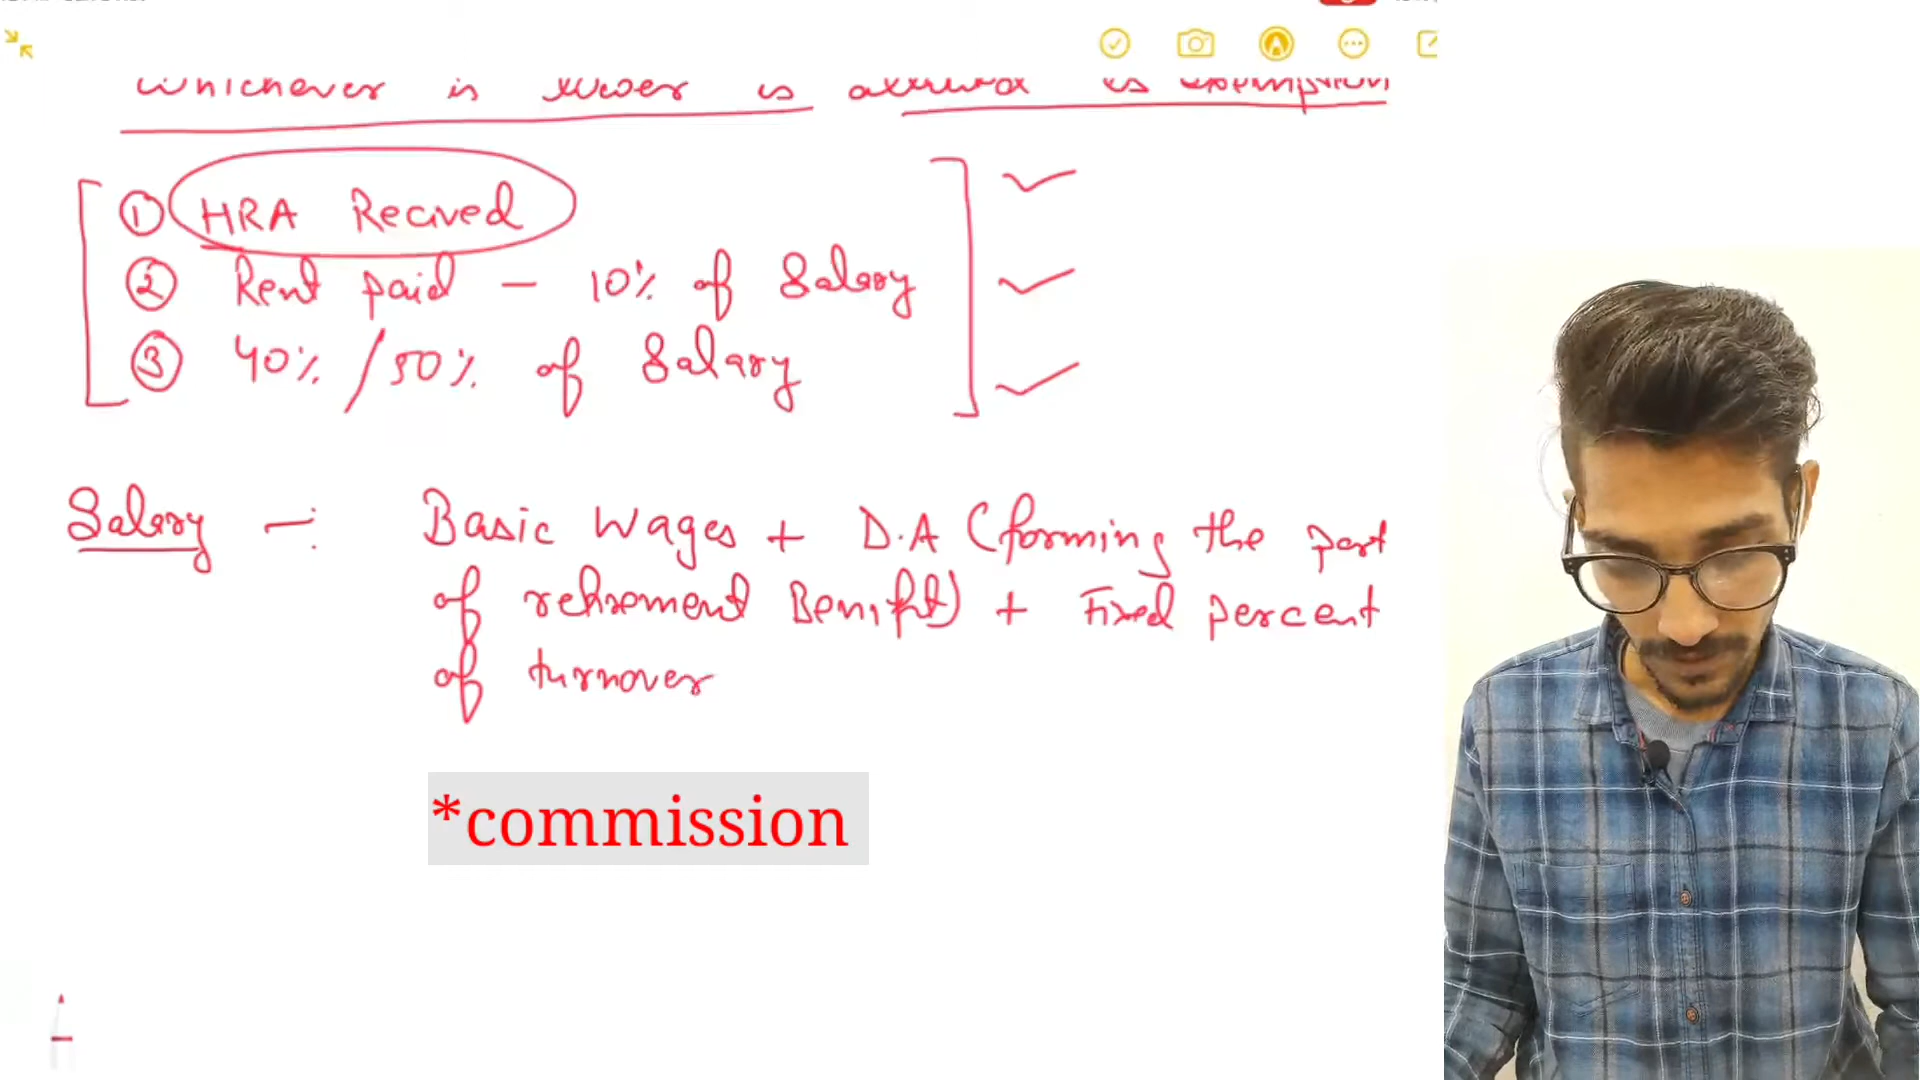 whichever is lower is allowed as exemption
① HRA Recived
② Rent paid - 10% of Salary
③ 40% / 50% of Salary
Salary -: Basic Wages + D.A (forming the part
of retirement Benifit) + Fixed percent
of turnover
*commission